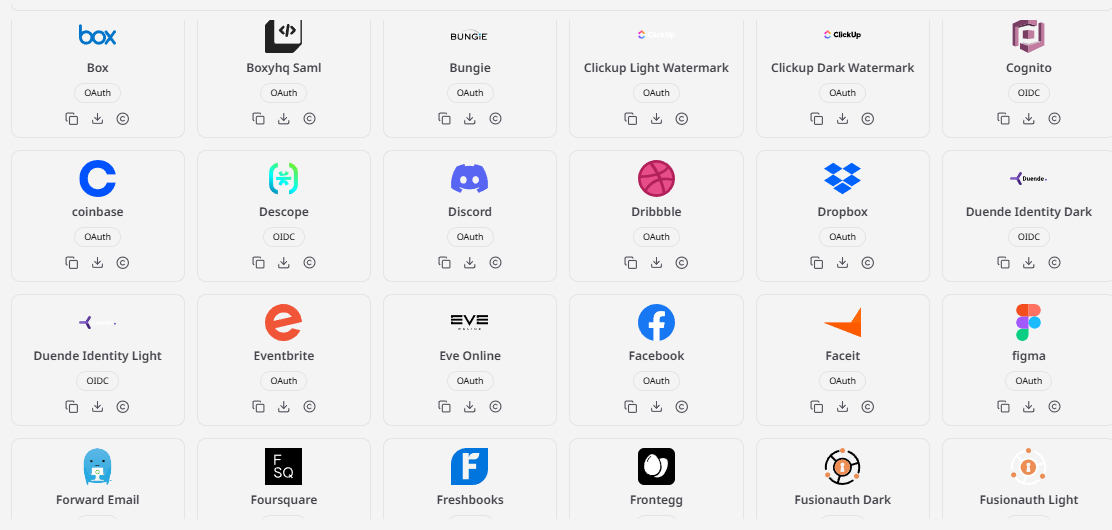 box
BUNGiE
ClickUp
ClickUp
Box
Boxyhq Saml
Bungie
Clickup Light Watermark
Clickup Dark Watermark
Cognito
OAuth
OAuth
OAuth
OAuth
OAuth
OIDC
Duende
coinbase
Descope
Discord
Dribbble
Dropbox
Duende Identity Dark
OAuth
OIDC
OAuth
OAuth
OAuth
OIDC
EVE
ONLINE
Duende Identity Light
Eventbrite
Eve Online
Facebook
Faceit
figma
OIDC
OAuth
OAuth
OAuth
OAuth
OAuth
F
SQ
Forward Email
Foursquare
Freshbooks
Frontegg
Fusionauth Dark
Fusionauth Light